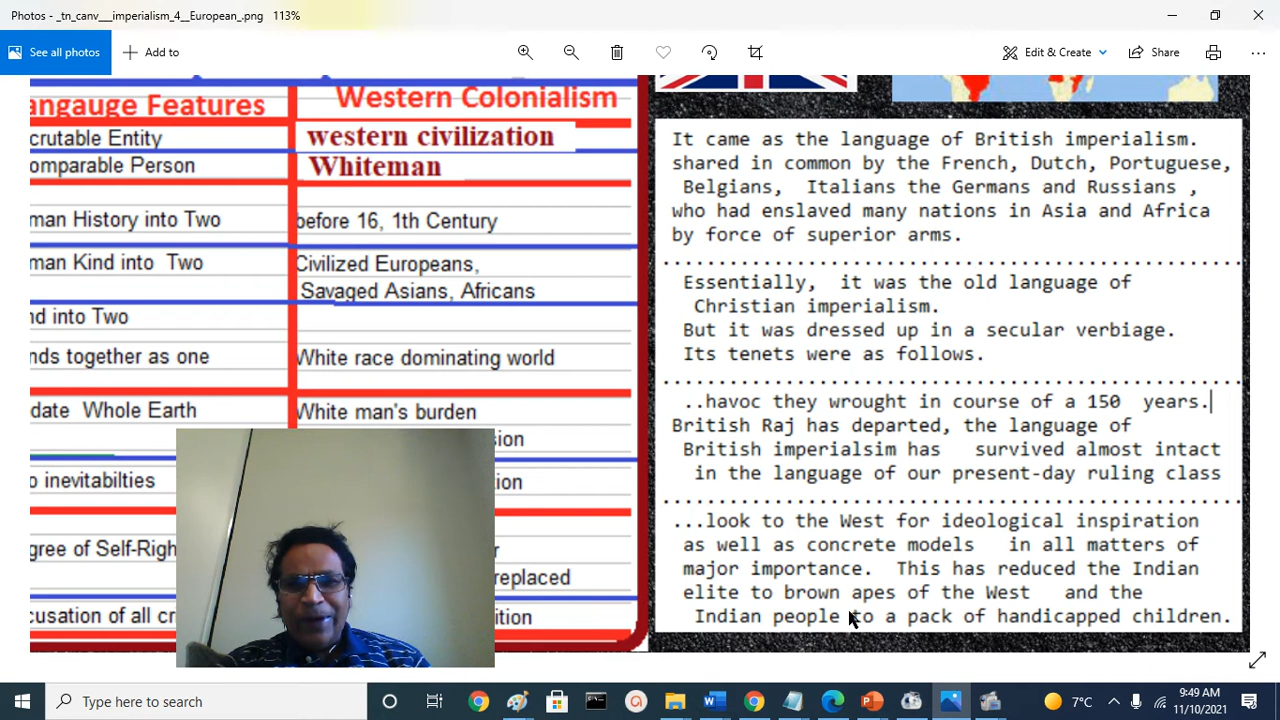 Photos - _tn_canv___imperialism_4__European_.png   113%
See all photos
Add to
Edit & Create
Share
angauge Features
Western Colonialism
crutable Entity
western civilization
omparable Person
Whiteman
man History into Two
before 16, 1th Century
man Kind into  Two
Civilized Europeans,
Savaged Asians, Africans
nd into Two
nds together as one
White race dominating world
date  Whole Earth
White man's burden
sion
o inevitabilties
tion
gree of Self-Righ
r
replaced
cusation of all cr
ition
It came as the language of British imperialism.
shared in common by the French, Dutch, Portuguese,
Belgians,  Italians the Germans and Russians ,
who had enslaved many nations in Asia and Africa
by force of superior arms.
Essentially,  it was the old language of
Christian imperialism.
But it was dressed up in a secular verbiage.
Its tenets were as follows.
..havoc they wrought in course of a 150  years.
British Raj has departed, the language of
British imperialsim has   survived almost intact
in the language of our present-day ruling class
...look to the West for ideological inspiration
as well as concrete models   in all matters of
major importance.  This has reduced the Indian
elite to brown apes of the West   and the
Indian people to a pack of handicapped children.
Type here to search
7°C
9:49 AM
11/10/2021